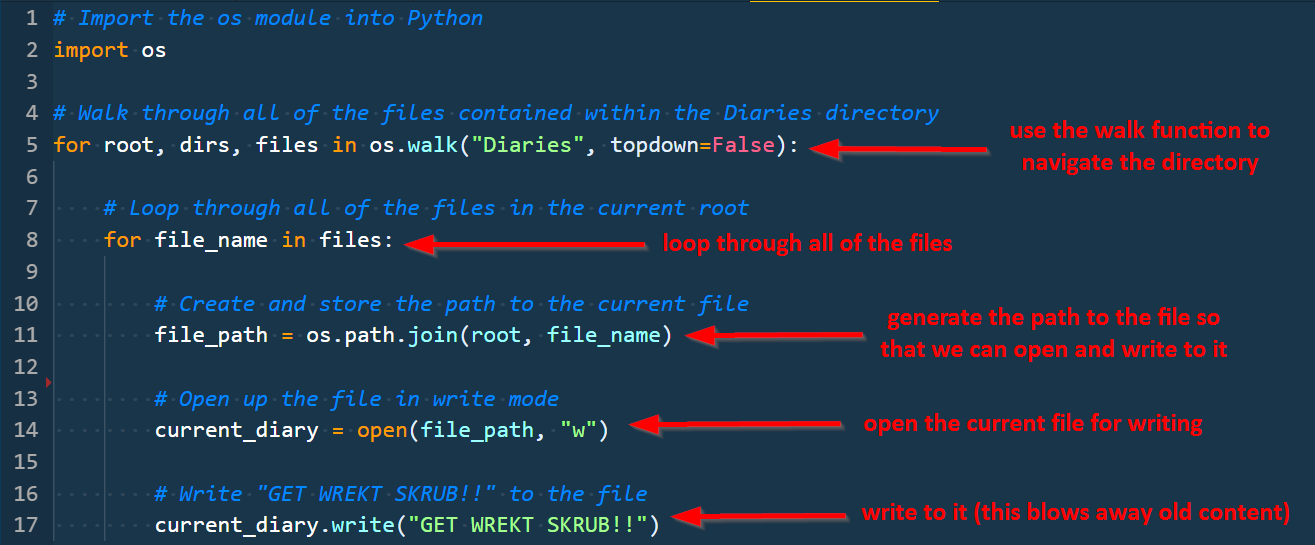 1 # Import the os module into Python
2 import os
3
4 # Walk through all of the files contained within the Diaries directory
5 for root, dirs, files in os.walk("Diaries", topdown=False):
use the walk function to
navigate the directory
6
7 # Loop through all of the files in the current root
8 for file_name in files:
loop through all of the files
9
10 # Create and store the path to the current file
11 file_path = os.path.join(root, file_name)
generate the path to the file so
that we can open and write to it
12
13 # Open up the file in write mode
14 current_diary = open(file_path, "w")
open the current file for writing
15
16 # Write "GET WREKT SKRUB!!" to the file
17 current_diary.write("GET WREKT SKRUB!!")
write to it (this blows away old content)